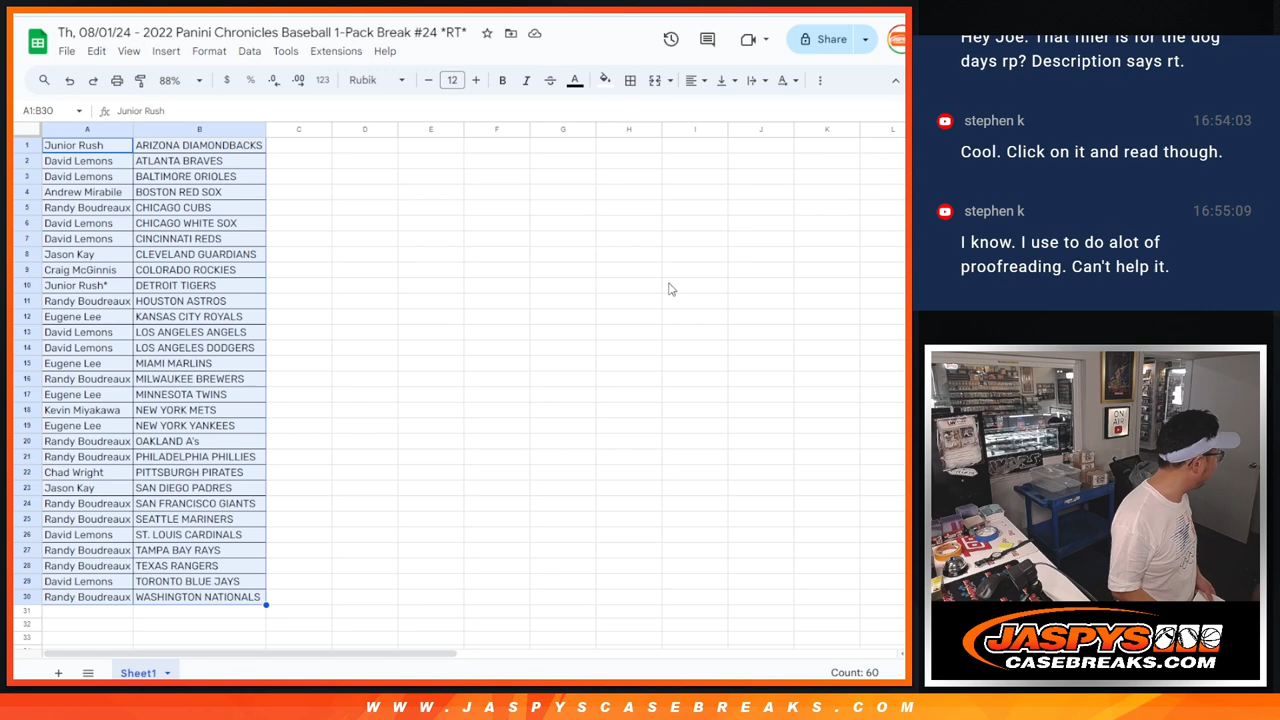 Th, 08/01/24 - 2022 Panini Chronicles Baseball 1-Pack Break #24 *RT*
File Edit View Insert Format Data Tools Extensions Help
Share
88% $ % .0 .00 123 Rubik 12 B I A
A1:B30 fx Junior Rush
A B C D E F G H I J K L
1 Junior Rush ARIZONA DIAMONDBACKS
2 David Lemons ATLANTA BRAVES
3 David Lemons BALTIMORE ORIOLES
4 Andrew Mirabile BOSTON RED SOX
5 Randy Boudreaux CHICAGO CUBS
6 David Lemons CHICAGO WHITE SOX
7 David Lemons CINCINNATI REDS
8 Jason Kay CLEVELAND GUARDIANS
9 Craig McGinnis COLORADO ROCKIES
10 Junior Rush* DETROIT TIGERS
11 Randy Boudreaux HOUSTON ASTROS
12 Eugene Lee KANSAS CITY ROYALS
13 David Lemons LOS ANGELES ANGELS
14 David Lemons LOS ANGELES DODGERS
15 Eugene Lee MIAMI MARLINS
16 Randy Boudreaux MILWAUKEE BREWERS
17 Eugene Lee MINNESOTA TWINS
18 Kevin Miyakawa NEW YORK METS
19 Eugene Lee NEW YORK YANKEES
20 Randy Boudreaux OAKLAND A's
21 Randy Boudreaux PHILADELPHIA PHILLIES
22 Chad Wright PITTSBURGH PIRATES
23 Jason Kay SAN DIEGO PADRES
24 Randy Boudreaux SAN FRANCISCO GIANTS
25 Randy Boudreaux SEATTLE MARINERS
26 David Lemons ST. LOUIS CARDINALS
27 Randy Boudreaux TAMPA BAY RAYS
28 Randy Boudreaux TEXAS RANGERS
29 David Lemons TORONTO BLUE JAYS
30 Randy Boudreaux WASHINGTON NATIONALS
31
32
33
Sheet1 Count: 60
Hey Joe. That filler is for the dog
days rp? Description says rt.
stephen k 16:54:03
Cool. Click on it and read though.
stephen k 16:55:09
I know. I use to do alot of
proofreading. Can't help it.
ON
AIR
JASPYS
CASEBREAKS.COM
WWW.JASPYSCASEBREAKS.COM